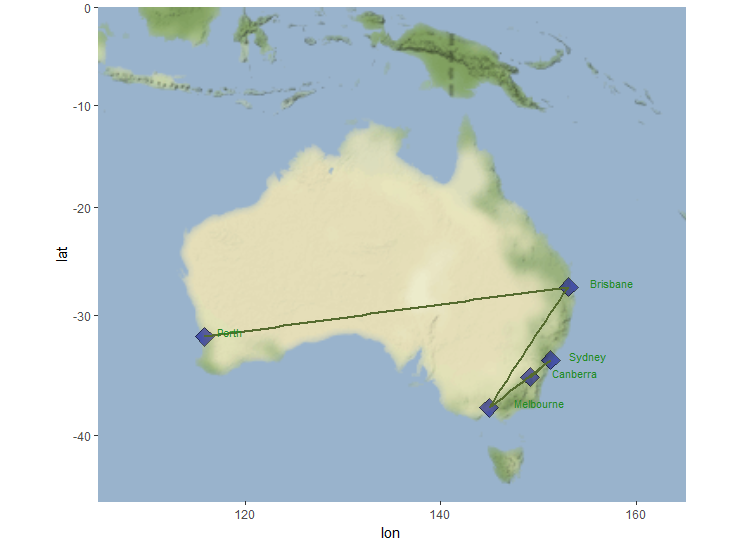 0
-10
-20
-30
-40
lat
Brisbane
Perth
Sydney
Canberra
Melbourne
120
140
160
lon